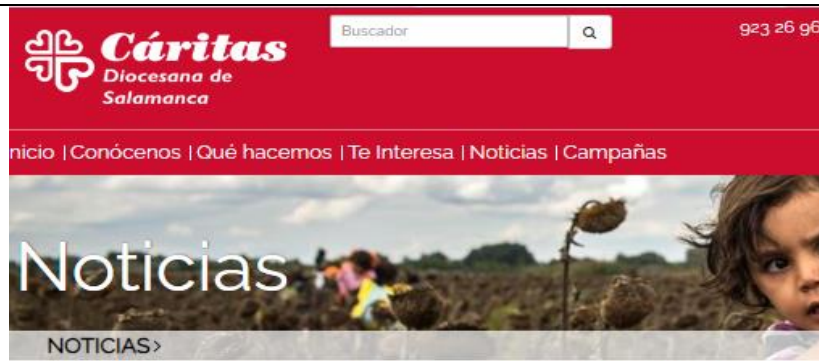 Cáritas
Diocesana de
Salamanca
Buscador
923 26 96
nicio | Conócenos | Qué hacemos | Te Interesa | Noticias | Campañas
Noticias
NOTICIAS>